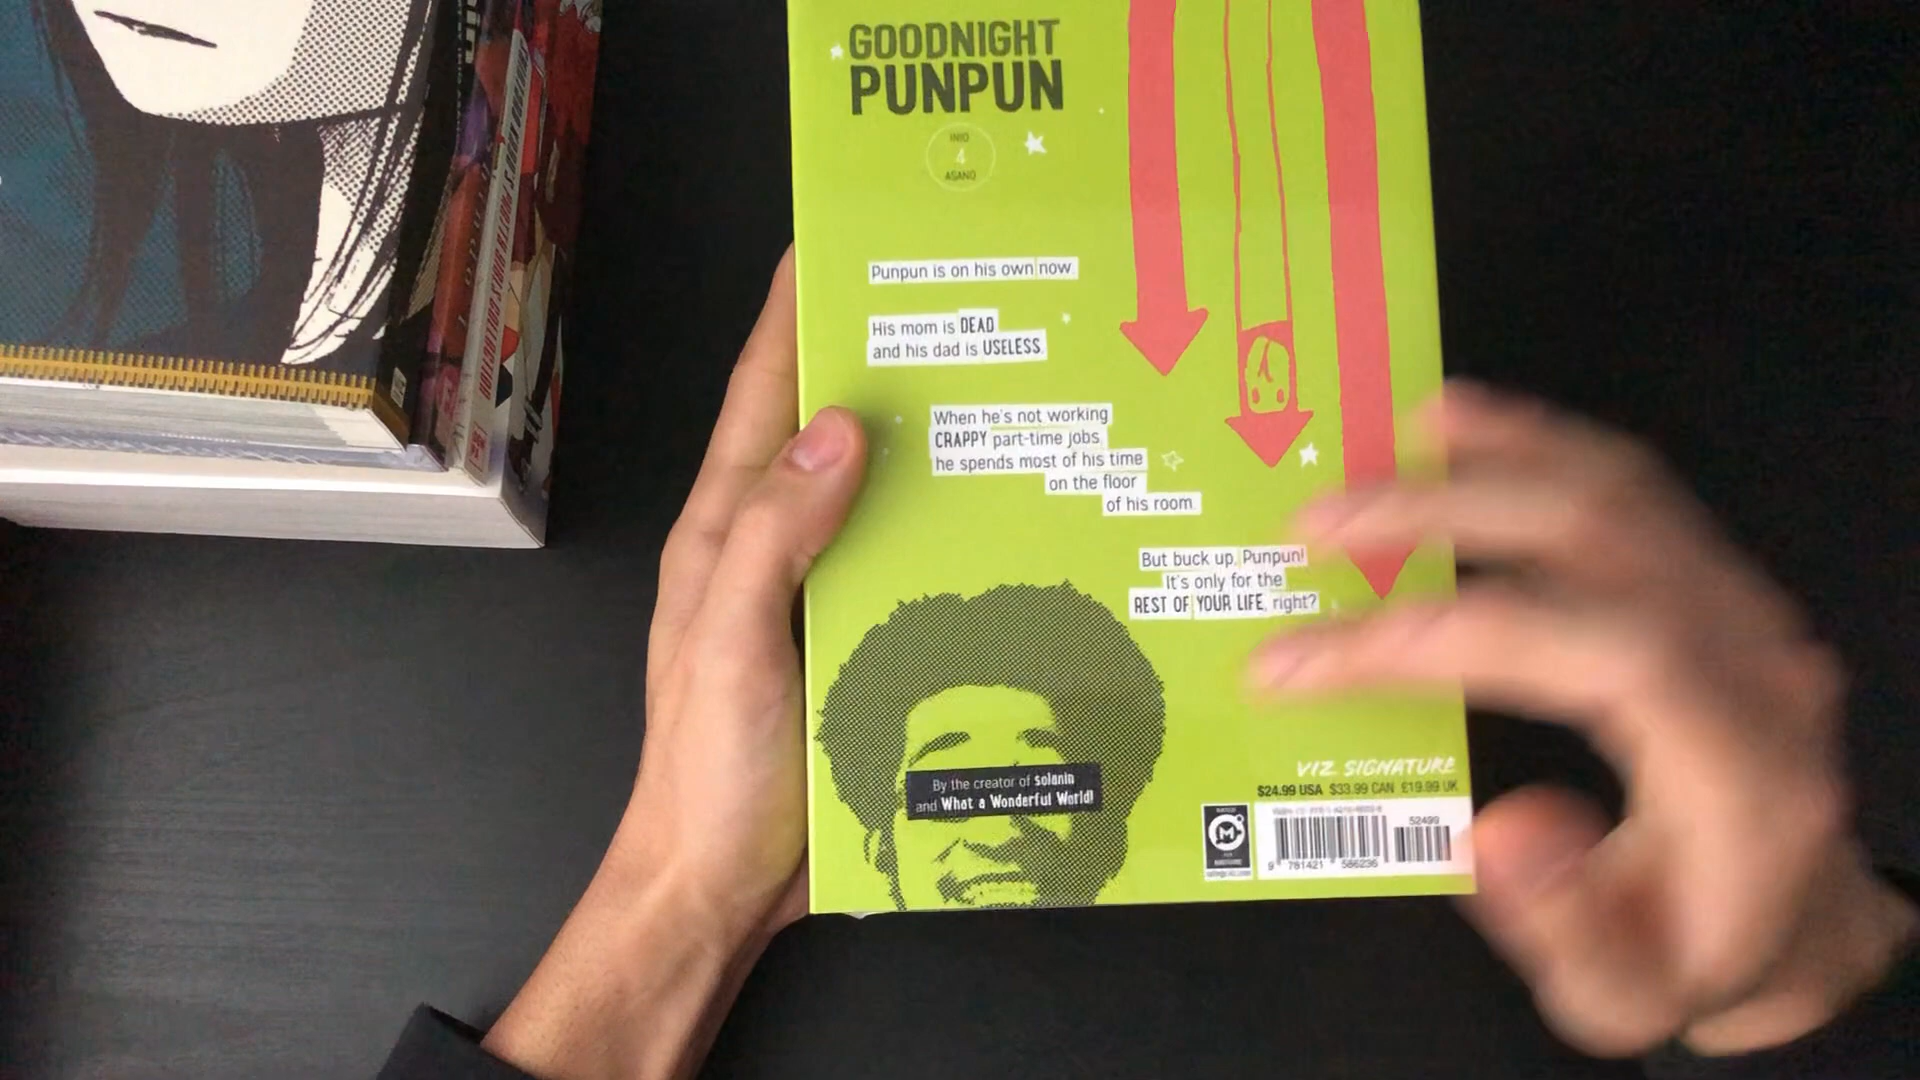 GOODNIGHT
PUNPUN
INIO
4
ASANO
Punpun is on his own now.
His mom is DEAD
and his dad is USELESS.
When he's not working
CRAPPY part-time jobs,
he spends most of his time
on the floor
of his room.
But buck up, Punpun!
It's only for the
REST OF YOUR LIFE, right?
By the creator of solanin
and What a Wonderful World!
VIZ SIGNATURE
$24.99 USA $33.99 CAN £19.99 UK
52499
9 781421 586236